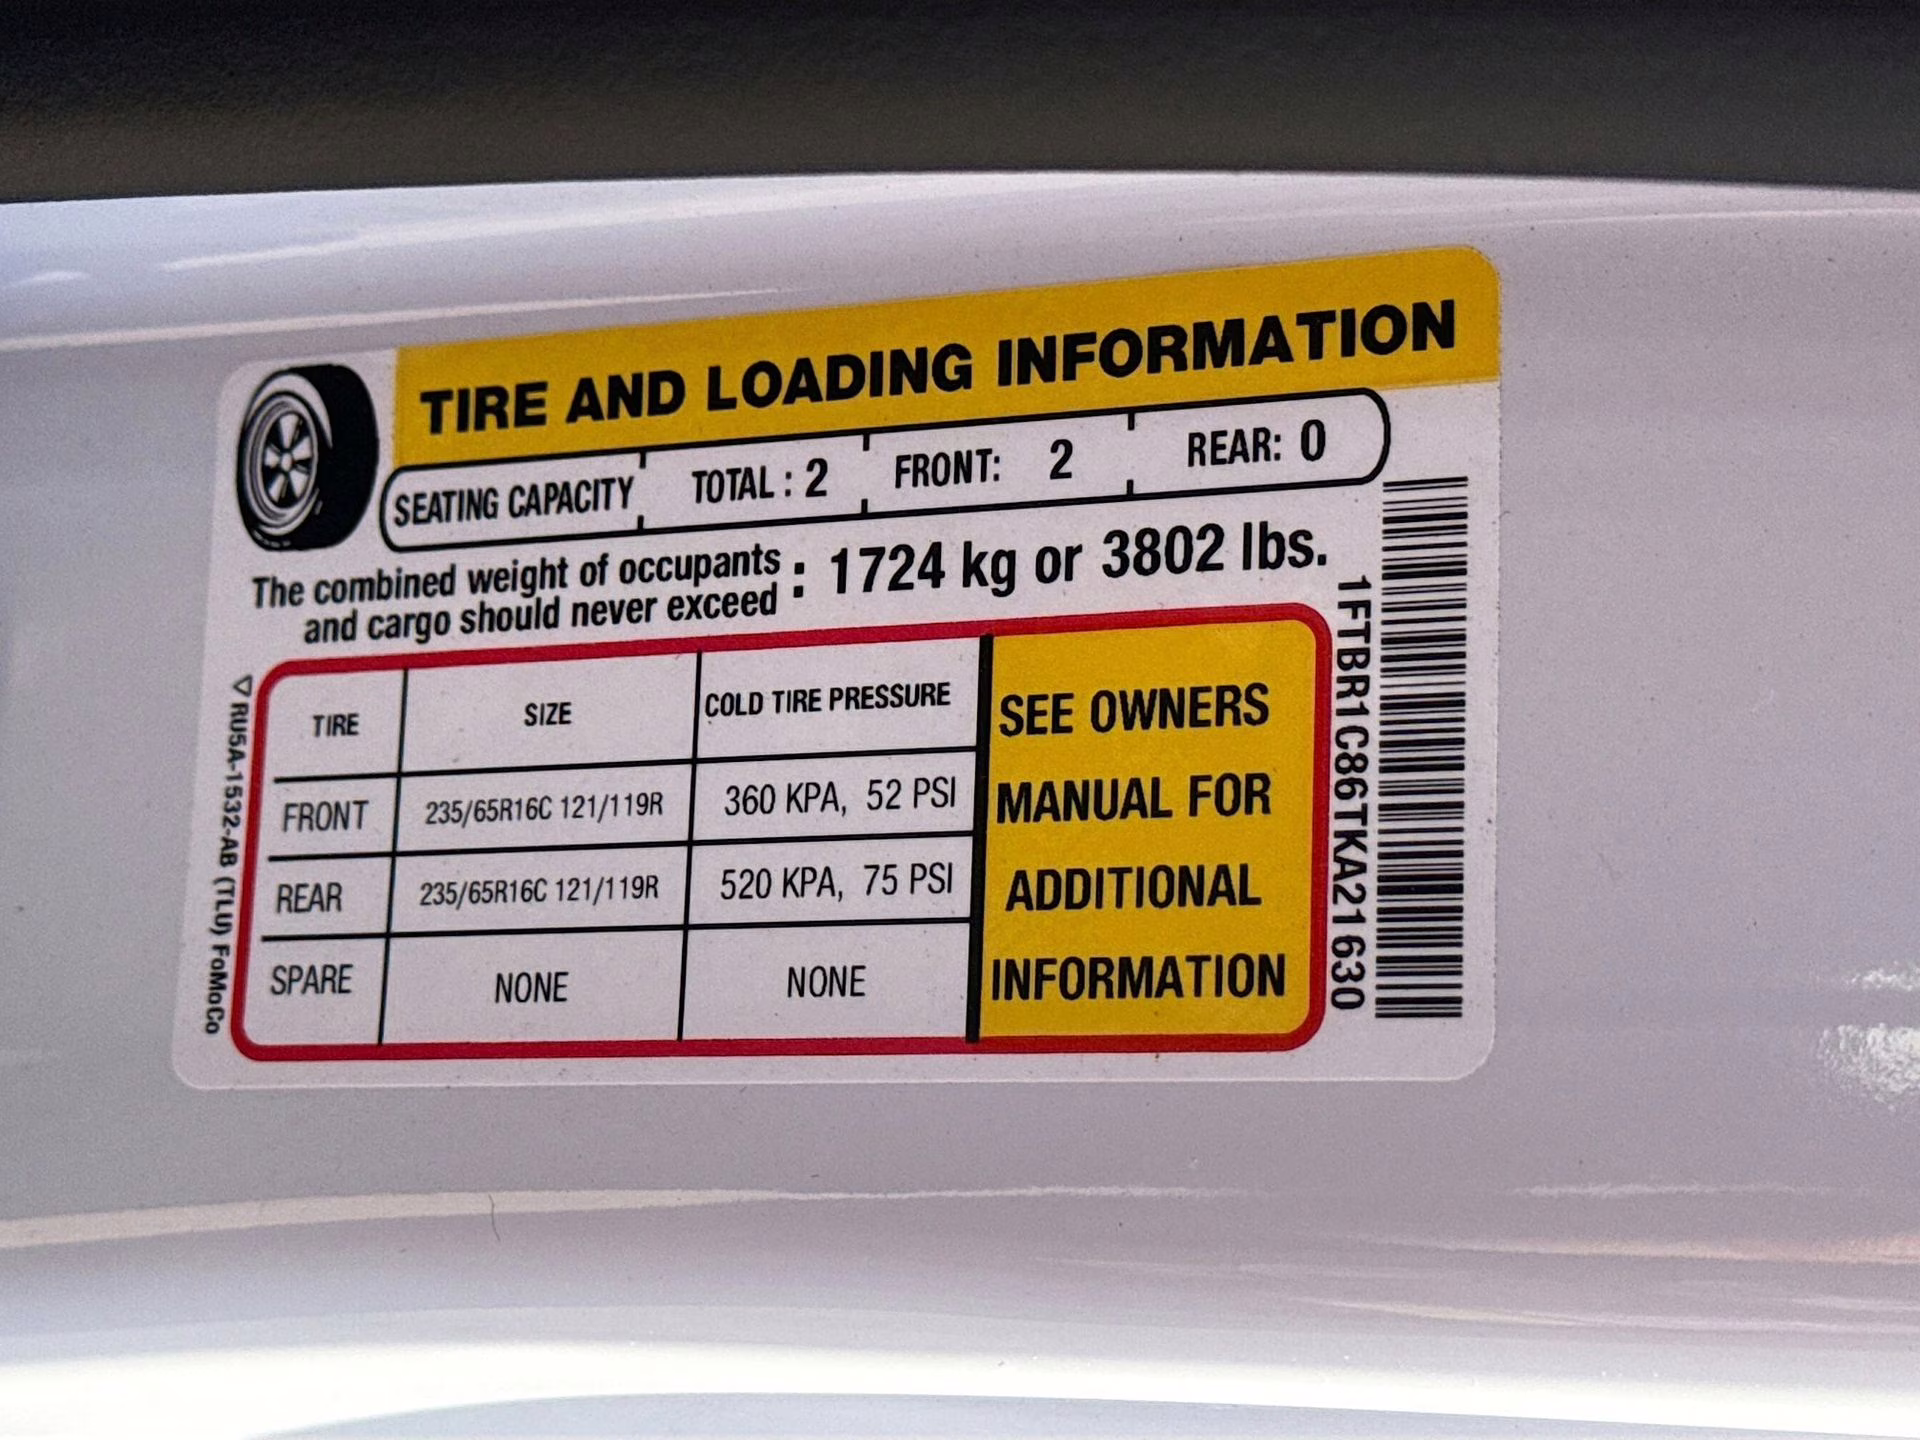 TIRE AND LOADING INFORMATION
SEATING CAPACITY TOTAL : 2 FRONT: 2 REAR: 0
The combined weight of occupants
and cargo should never exceed : 1724 kg or 3802 lbs.
TIRE SIZE COLD TIRE PRESSURE
FRONT 235/65R16C 121/119R 360 KPA, 52 PSI
REAR 235/65R16C 121/119R 520 KPA, 75 PSI
SPARE NONE NONE
SEE OWNERS
MANUAL FOR
ADDITIONAL
INFORMATION
1FTBR1C86TKA21630
RU5A-1532-AB (TLU) FoMoCo